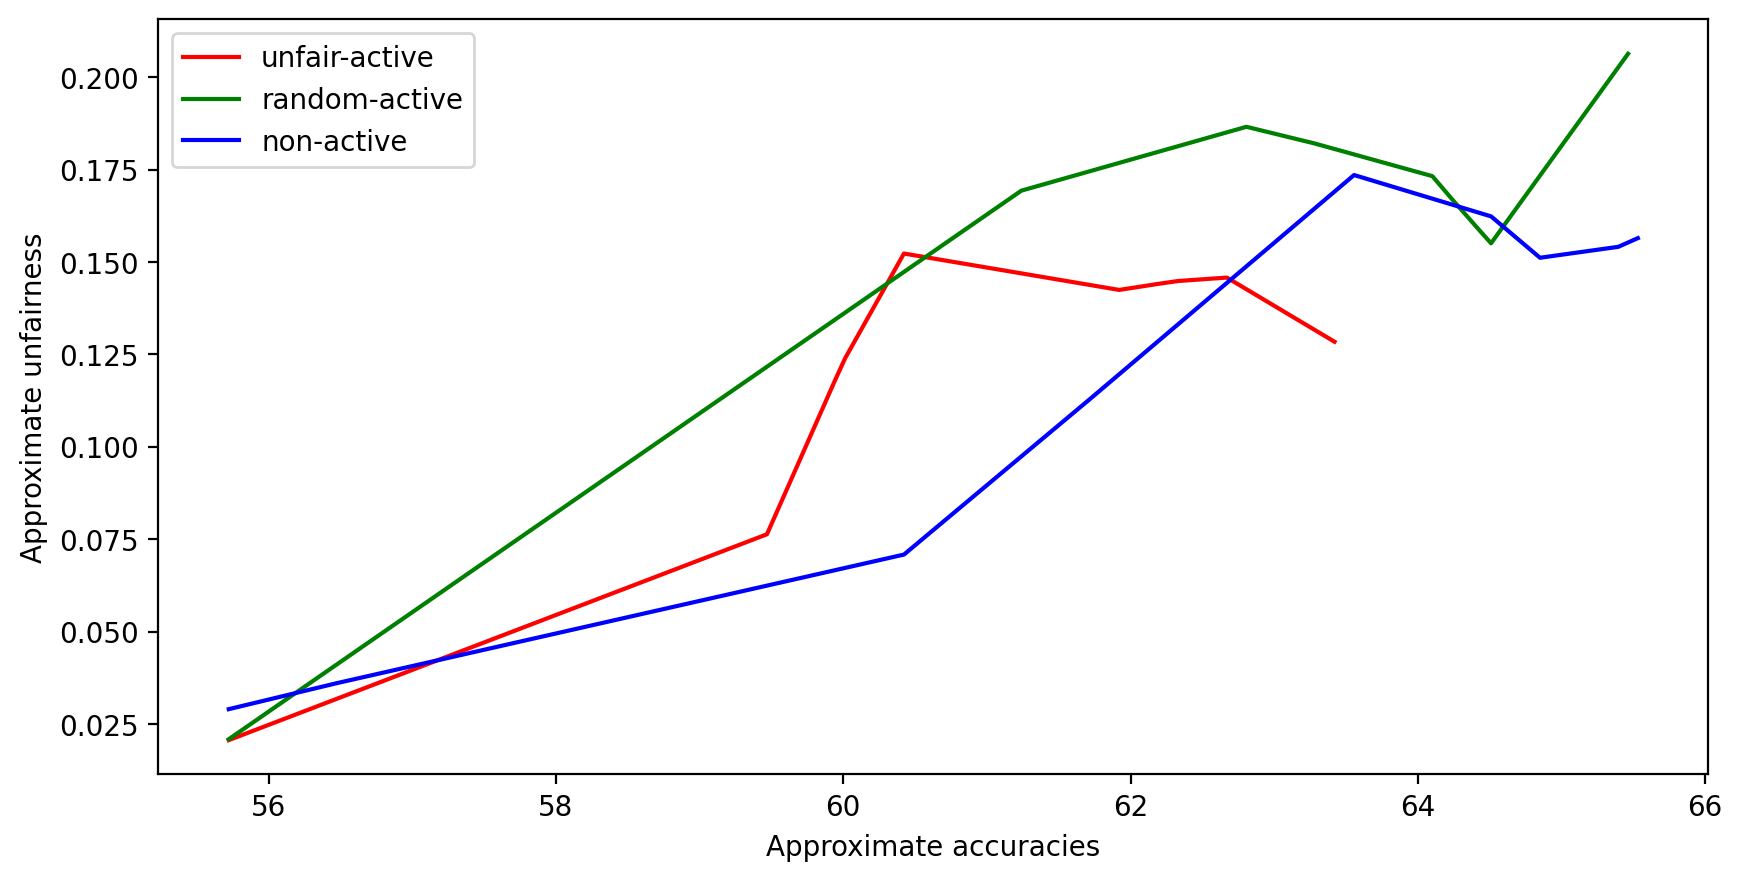 unfair-active
random-active
non-active
Approximate unfairness
0.200
0.175
0.150
0.125
0.100
0.075
0.050
0.025
56 58 60 62 64 66
Approximate accuracies